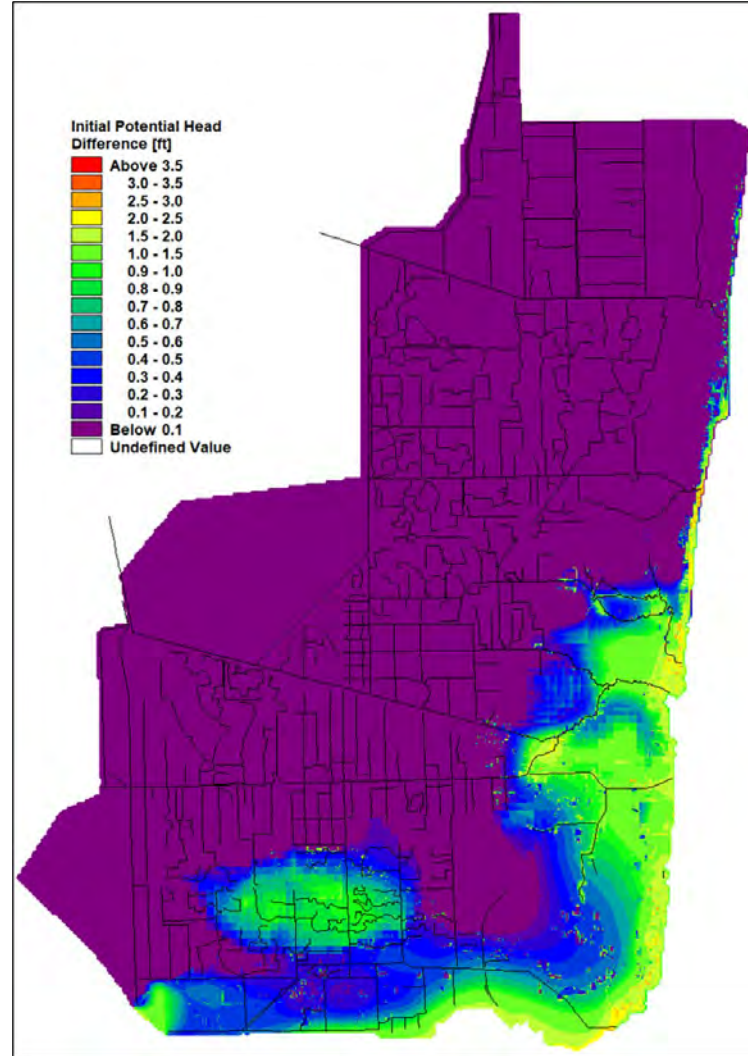 Initial Potential Head
Difference [ft]
Above 3.5
3.0 - 3.5
2.5 - 3.0
2.0 - 2.5
1.5 - 2.0
1.0 - 1.5
0.9 - 1.0
0.8 - 0.9
0.7 - 0.8
0.6 - 0.7
0.5 - 0.6
0.4 - 0.5
0.3 - 0.4
0.2 - 0.3
0.1 - 0.2
Below 0.1
Undefined Value